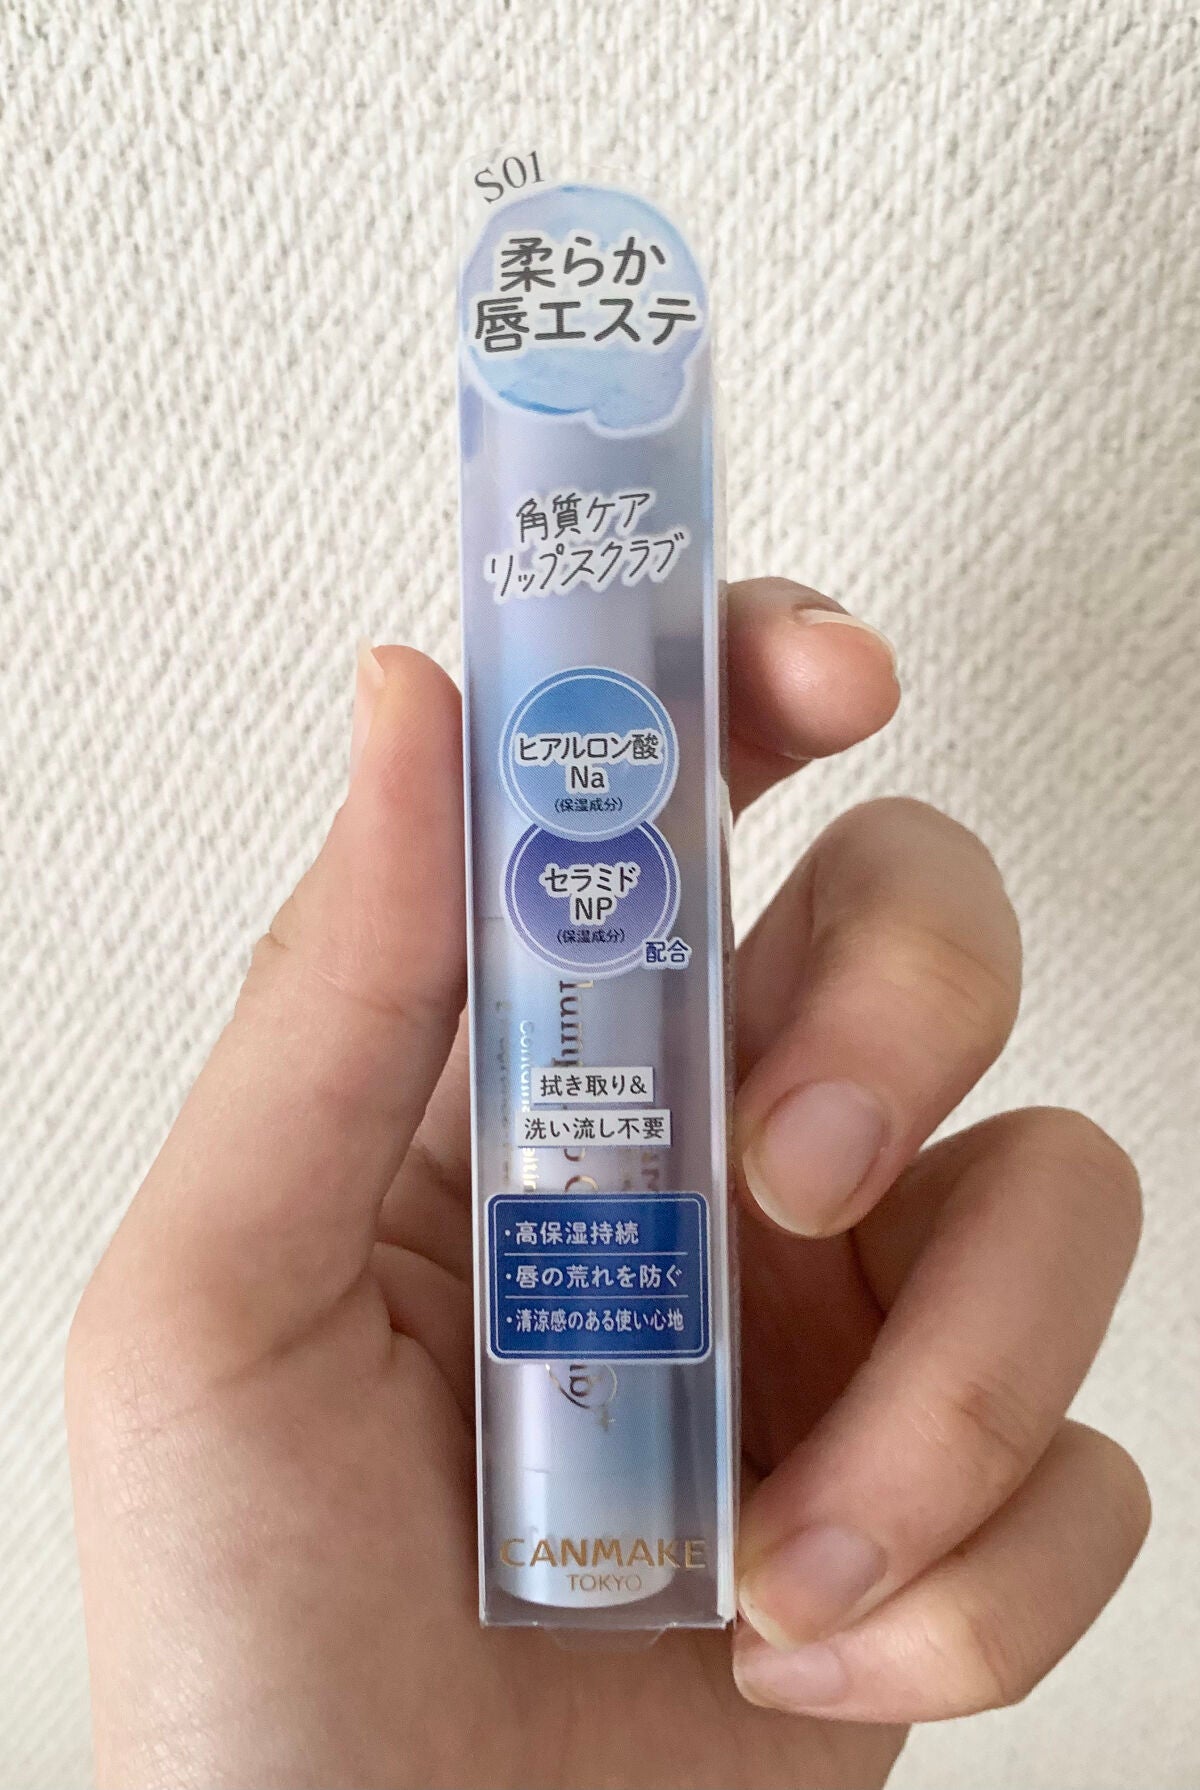 S01
柔らか
唇エステ
角質ケア
リップスクラブ
ヒアルロン酸
Na
(保湿成分)
セラミド
NP
(保湿成分)
配合
拭き取り&
洗い流し不要
・高保湿持続
・唇の荒れを防ぐ
・清涼感のある使い心地
CANMAKE
TOKYO